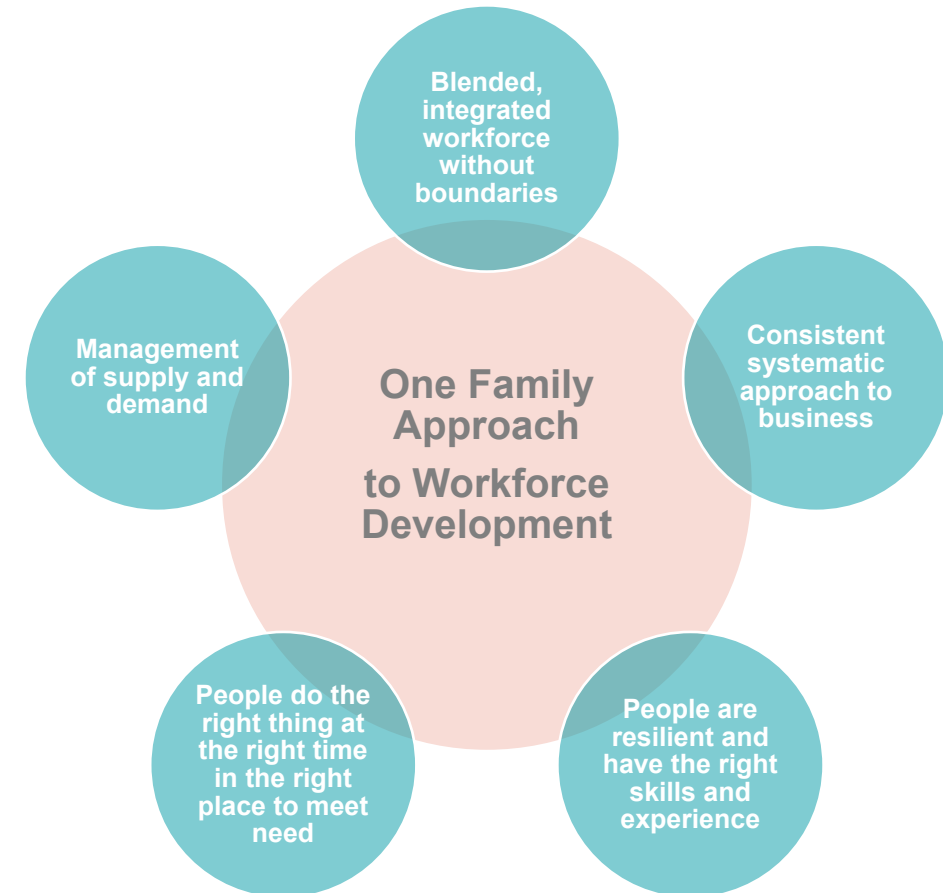 Blended,
integrated
workforce
without
boundaries
Consistent
systematic
approach to
business
People are
resilient and
have the right
skills and
experience
People do the
right thing at
the right time
in the right
place to meet
need
Management
of supply and
demand
One Family
Approach
to Workforce
Development